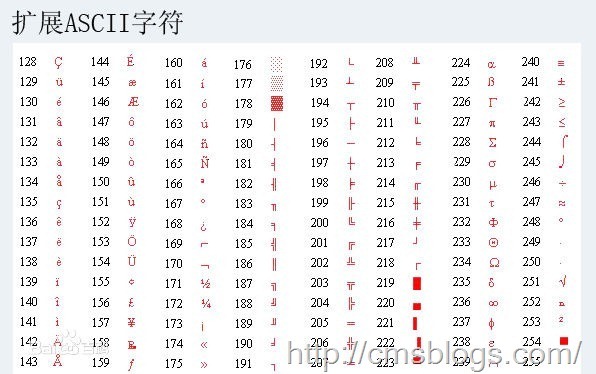 扩展ASCII字符
128 Ç 144 É 160 á 176 ░ 192 └ 208 ╨ 224 α 240 ≡
129 ü 145 æ 161 í 177 ▒ 193 ┴ 209 ╤ 225 ß 241 ±
130 é 146 Æ 162 ó 178 ▓ 194 ┬ 210 ╥ 226 Γ 242 ≥
131 â 147 ô 163 ú 179 │ 195 ├ 211 ╙ 227 π 243 ≤
132 ä 148 ö 164 ñ 180 ┤ 196 ─ 212 ╘ 228 Σ 244 ⌠
133 à 149 ò 165 Ñ 181 ╡ 197 ┼ 213 ╒ 229 σ 245 ⌡
134 å 150 û 166 ª 182 ╢ 198 ╞ 214 ╓ 230 µ 246 ÷
135 ç 151 ù 167 º 183 ╖ 199 ╟ 215 ╫ 231 τ 247 ≈
136 ê 152 ÿ 168 ¿ 184 ╕ 200 ╚ 216 ╪ 232 Φ 248 °
137 ë 153 Ö 169 ⌐ 185 ╣ 201 ╔ 217 ┘ 233 Θ 249 ·
138 è 154 Ü 170 ¬ 186 ║ 202 ╩ 218 ┌ 234 Ω 250 ·
139 ï 155 ¢ 171 ½ 187 ╗ 203 ╦ 219 █ 235 δ 251 √
140 î 156 £ 172 ¼ 188 ╝ 204 ╠ 220 ▄ 236 ∞ 252 ⁿ
141 ì 157 ¥ 173 ¡ 189 ╜ 205 ═ 221 ▌ 237 φ 253 ²
142 Ä 158 ₧ 174 « 190 ╛ 206 ╬ 222 ▐ 238 ε 254 ■
143 Å 159 ƒ 175 » 191 ┐ 207 ╧ 223
http://cmsblogs.com/